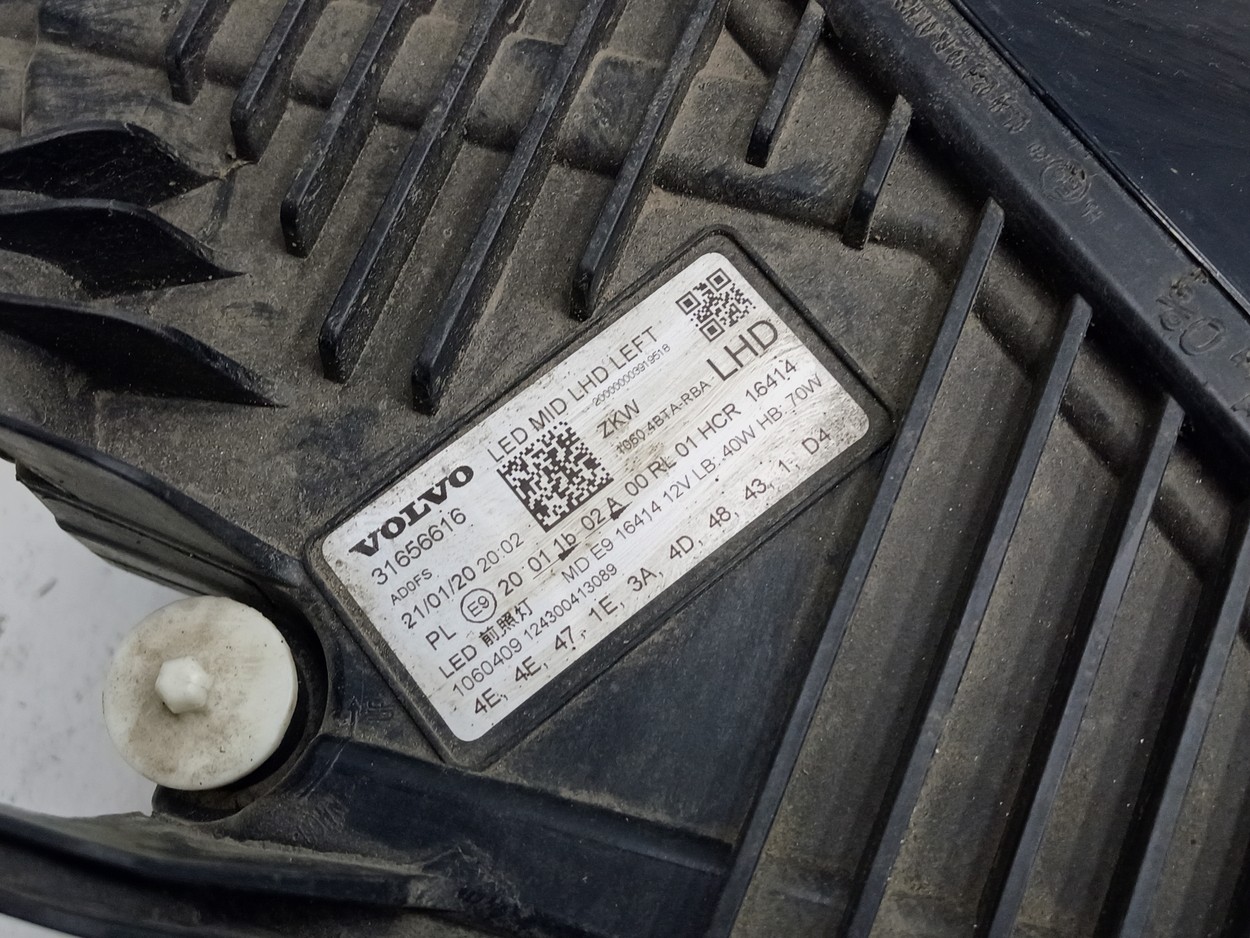 VOLVO LED MID LHD LEFT
31656616 ZKW 20000003919518
AD0FS LHD
21/01/20 20:02
PL E9 20 01 1b 02 A 00 RL 01 HCR 16414
LED 前照灯 MD E9 16414 12V LB: 40W HB: 70W
1060409 124300413089
4E, 4E, 47, 1E, 3A, 4D, 48, 43, 1- D4